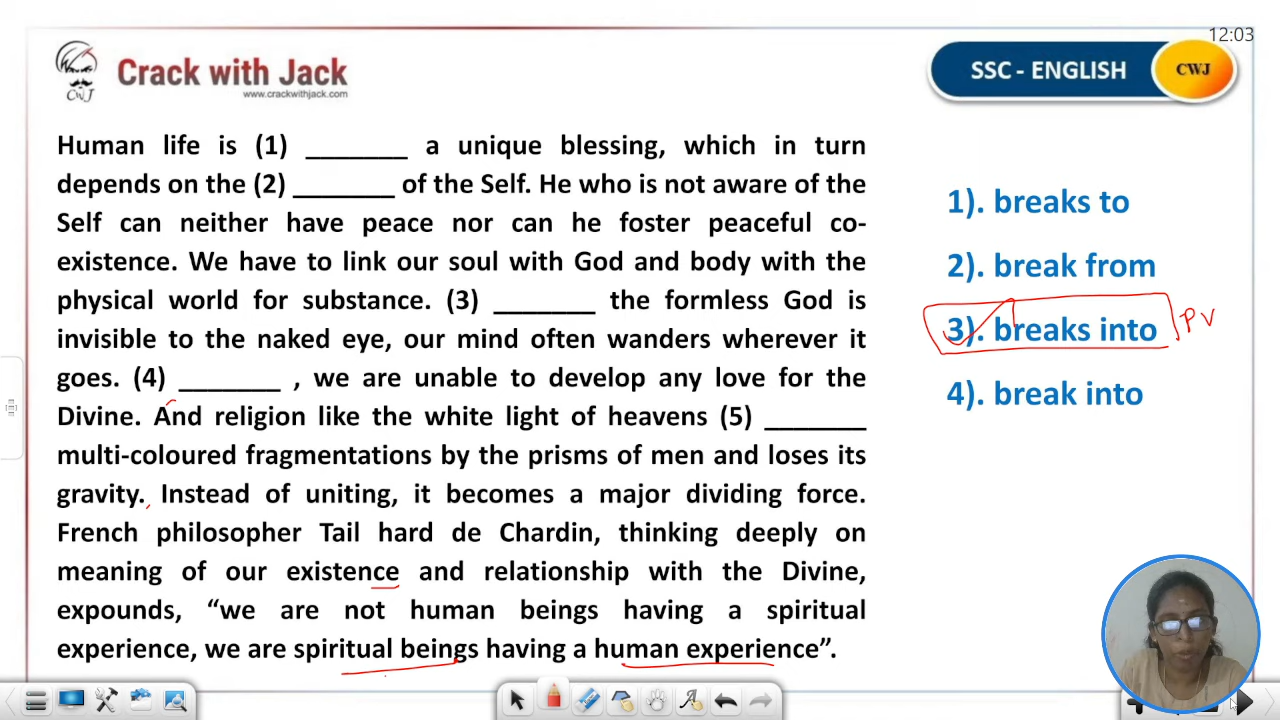 12:03
Crack with Jack
www.crackwithjack.com
CWJ
SSC - ENGLISH
CWJ
Human life is (1) _______ a unique blessing, which in turn
depends on the (2) _______ of the Self. He who is not aware of the
Self can neither have peace nor can he foster peaceful co-
existence. We have to link our soul with God and body with the
physical world for substance. (3) _______ the formless God is
invisible to the naked eye, our mind often wanders wherever it
goes. (4) _______ , we are unable to develop any love for the
Divine. And religion like the white light of heavens (5) _______
multi-coloured fragmentations by the prisms of men and loses its
gravity. Instead of uniting, it becomes a major dividing force.
French philosopher Tail hard de Chardin, thinking deeply on
meaning of our existence and relationship with the Divine,
expounds, “we are not human beings having a spiritual
experience, we are spiritual beings having a human experience”.
1). breaks to
2). break from
3). breaks into
PV
4). break into